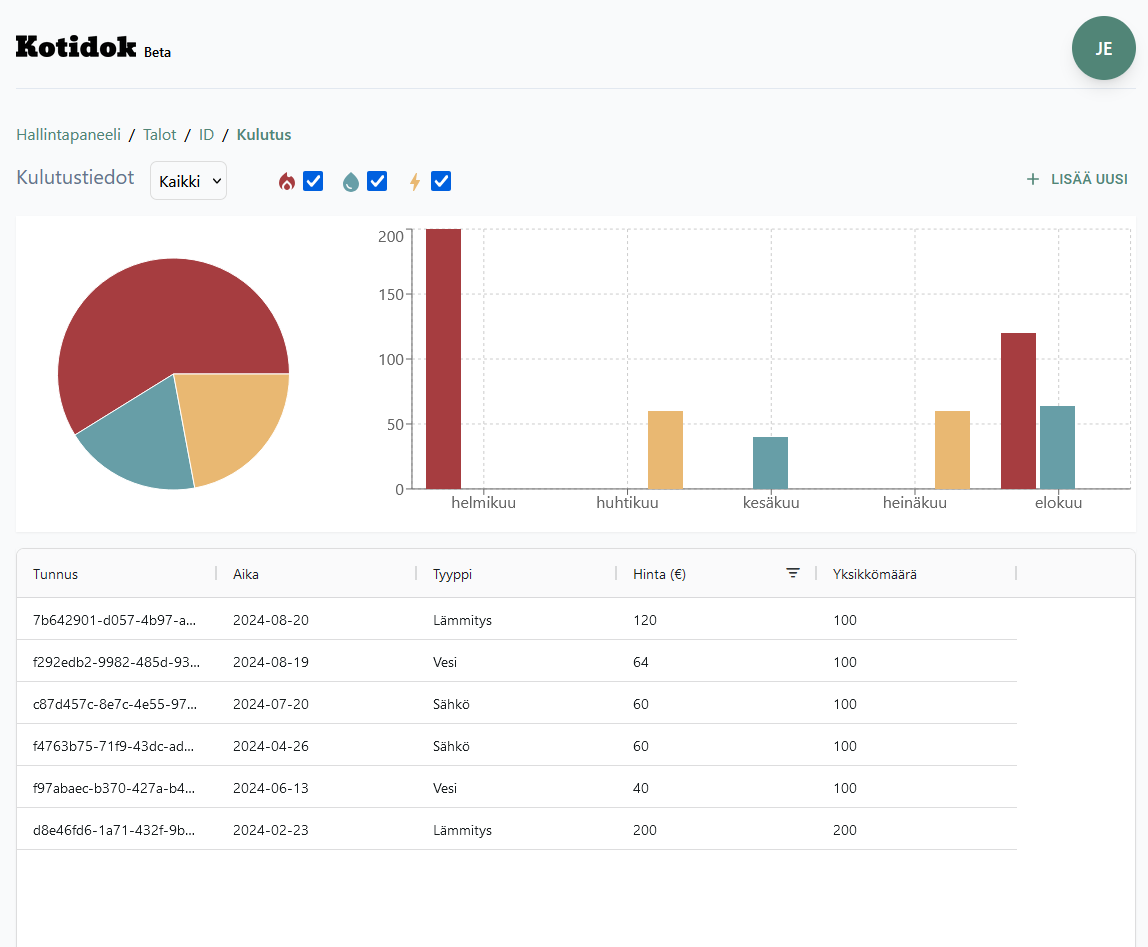 Kotidok Beta
JE
Hallintapaneeli / Talot / ID / Kulutus
Kulutustiedot Kaikki + LISÄÄ UUSI
200
150
100
50
0
helmikuu huhtikuu kesäkuu heinäkuu elokuu
Tunnus Aika Tyyppi Hinta (€) Yksikkömäärä
7b642901-d057-4b97-a... 2024-08-20 Lämmitys 120 100
f292edb2-9982-485d-93... 2024-08-19 Vesi 64 100
c87d457c-8e7c-4e55-97... 2024-07-20 Sähkö 60 100
f4763b75-71f9-43dc-ad... 2024-04-26 Sähkö 60 100
f97abaec-b370-427a-b4... 2024-06-13 Vesi 40 100
d8e46fd6-1a71-432f-9b... 2024-02-23 Lämmitys 200 200